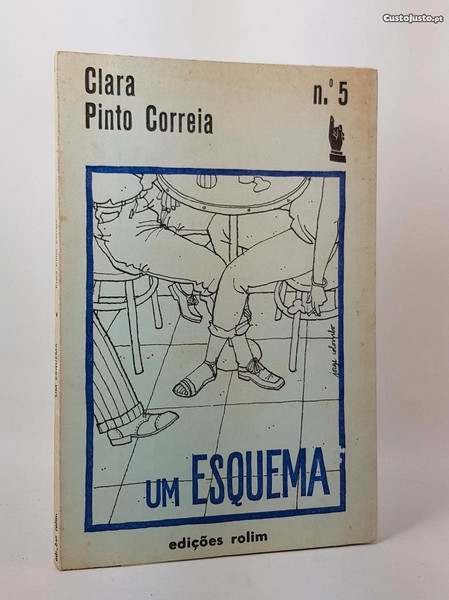 CustoJusto.pt
Clara
Pinto Correia
n.º 5
UM ESQUEMA
edições rolim